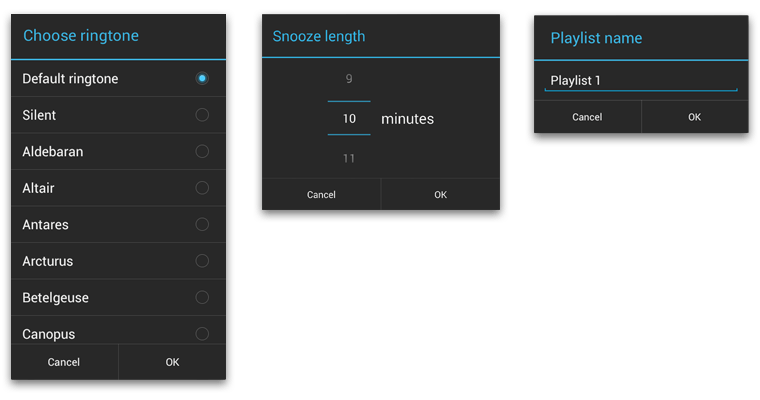 Choose ringtone
Default ringtone
Silent
Aldebaran
Altair
Antares
Arcturus
Betelgeuse
Canopus
Cancel OK
Snooze length
9
10 minutes
11
Cancel OK
Playlist name
Playlist 1
Cancel OK